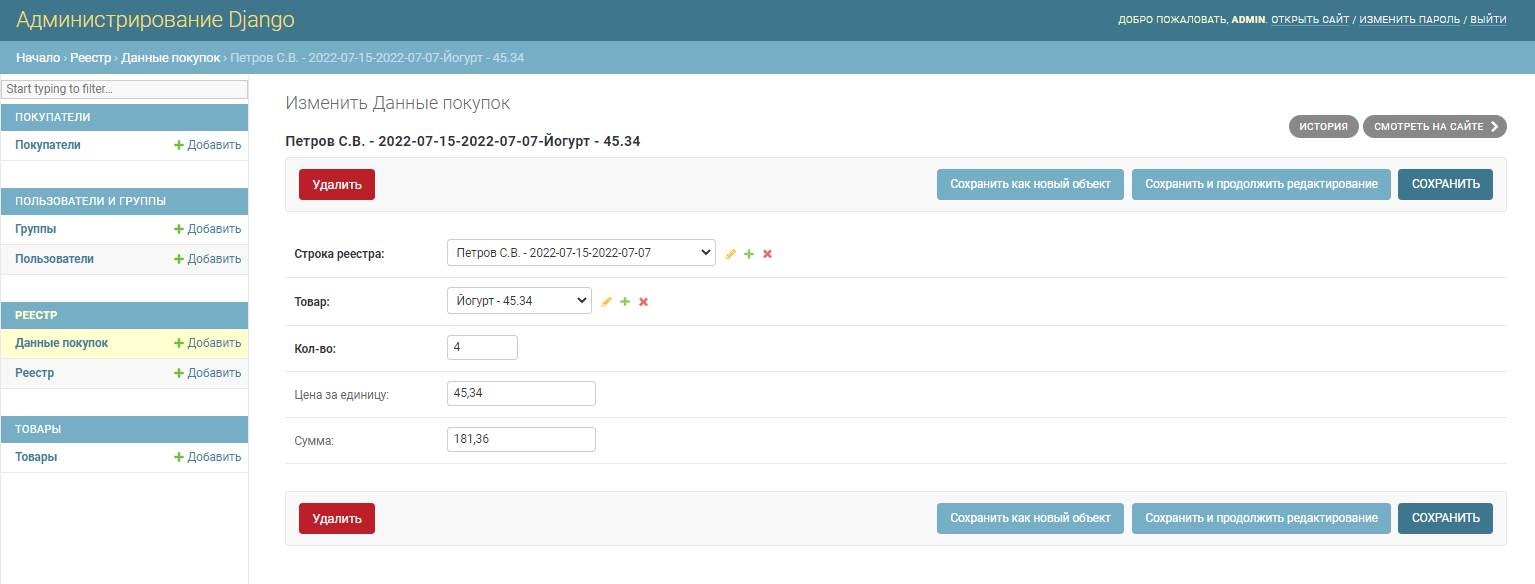 Администрирование Django
ДОБРО ПОЖАЛОВАТЬ, ADMIN. ОТКРЫТЬ САЙТ / ИЗМЕНИТЬ ПАРОЛЬ / ВЫЙТИ
Начало › Реестр › Данные покупок › Петров С.В. - 2022-07-15-2022-07-07-Йогурт - 45.34
Start typing to filter...
ПОКУПАТЕЛИ
Покупатели + Добавить
ПОЛЬЗОВАТЕЛИ И ГРУППЫ
Группы + Добавить
Пользователи + Добавить
РЕЕСТР
Данные покупок + Добавить
Реестр + Добавить
ТОВАРЫ
Товары + Добавить
Изменить Данные покупок
ИСТОРИЯ СМОТРЕТЬ НА САЙТЕ
Петров С.В. - 2022-07-15-2022-07-07-Йогурт - 45.34
Удалить Сохранить как новый объект Сохранить и продолжить редактирование СОХРАНИТЬ
Строка реестра: Петров С.В. - 2022-07-15-2022-07-07
Товар: Йогурт - 45.34
Кол-во: 4
Цена за единицу: 45,34
Сумма: 181,36
Удалить Сохранить как новый объект Сохранить и продолжить редактирование СОХРАНИТЬ